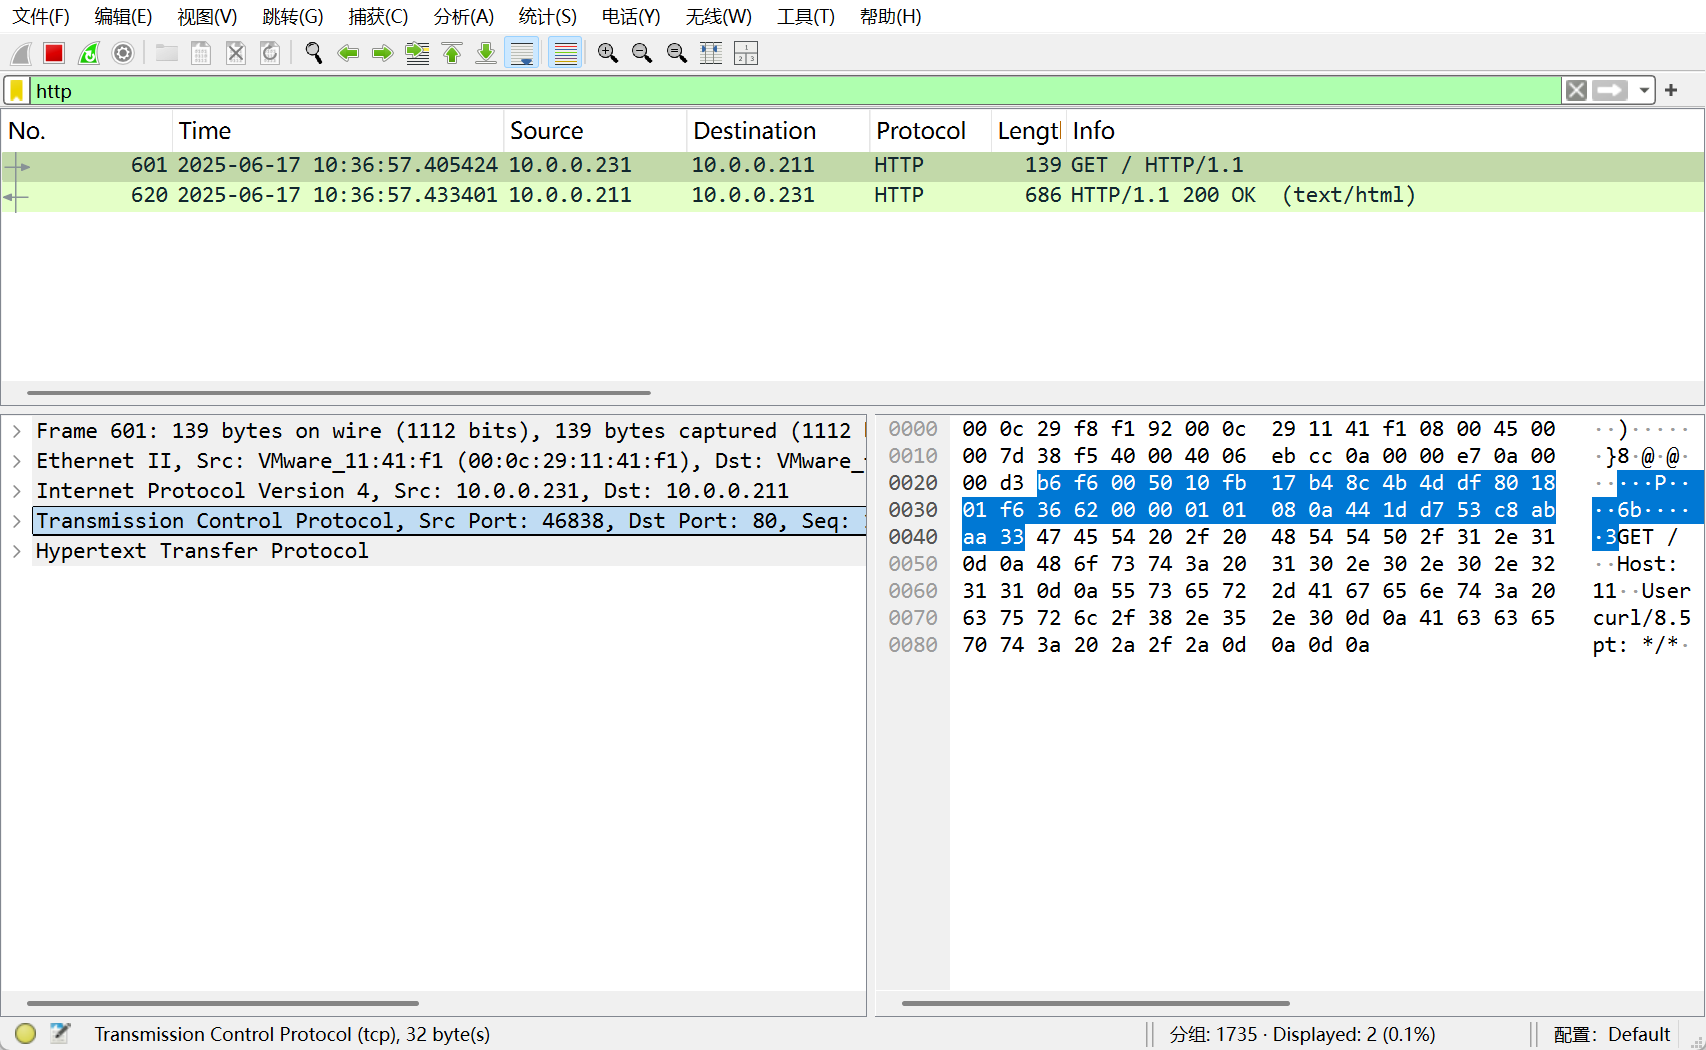 文件(F) 编辑(E) 视图(V) 跳转(G) 捕获(C) 分析(A) 统计(S) 电话(Y) 无线(W) 工具(T) 帮助(H)
http
No. Time Source Destination Protocol Lengtl Info
601 2025-06-17 10:36:57.405424 10.0.0.231 10.0.0.211 HTTP 139 GET / HTTP/1.1
620 2025-06-17 10:36:57.433401 10.0.0.211 10.0.0.231 HTTP 686 HTTP/1.1 200 OK (text/html)
Frame 601: 139 bytes on wire (1112 bits), 139 bytes captured (1112
Ethernet II, Src: VMware_11:41:f1 (00:0c:29:11:41:f1), Dst: VMware_
Internet Protocol Version 4, Src: 10.0.0.231, Dst: 10.0.0.211
Transmission Control Protocol, Src Port: 46838, Dst Port: 80, Seq:
Hypertext Transfer Protocol
0000 00 0c 29 f8 f1 92 00 0c 29 11 41 f1 08 00 45 00 ··)·····
0010 00 7d 38 f5 40 00 40 06 eb cc 0a 00 00 e7 0a 00 ·}8·@·@·
0020 00 d3 b6 f6 00 50 10 fb 17 b4 8c 4b 4d df 80 18 ·····P··
0030 01 f6 36 62 00 00 01 01 08 0a 44 1d d7 53 c8 ab ··6b····
0040 aa 33 47 45 54 20 2f 20 48 54 54 50 2f 31 2e 31 ·3GET /
0050 0d 0a 48 6f 73 74 3a 20 31 30 2e 30 2e 30 2e 32 ··Host:
0060 31 31 0d 0a 55 73 65 72 2d 41 67 65 6e 74 3a 20 11··User
0070 63 75 72 6c 2f 38 2e 35 2e 30 0d 0a 41 63 63 65 curl/8.5
0080 70 74 3a 20 2a 2f 2a 0d 0a 0d 0a pt: */*·
Transmission Control Protocol (tcp), 32 byte(s) 分组: 1735 · Displayed: 2 (0.1%) 配置: Default